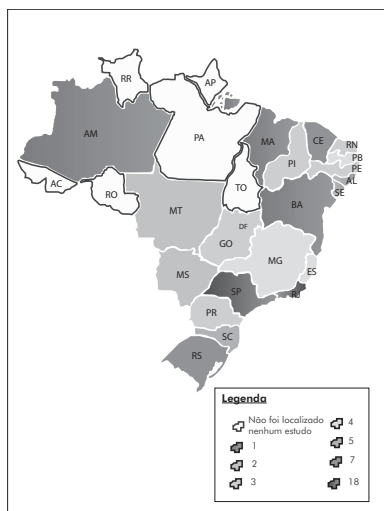 RR
AP
AM
PA
MA
CE
RN
PB
PE
AL
SE
PI
AC
RO
TO
BA
MT
DF
GO
MG
ES
MS
SP
RJ
PR
SC
RS
Legenda
Não foi localizado
nenhum estudo
1
2
3
4
5
7
18